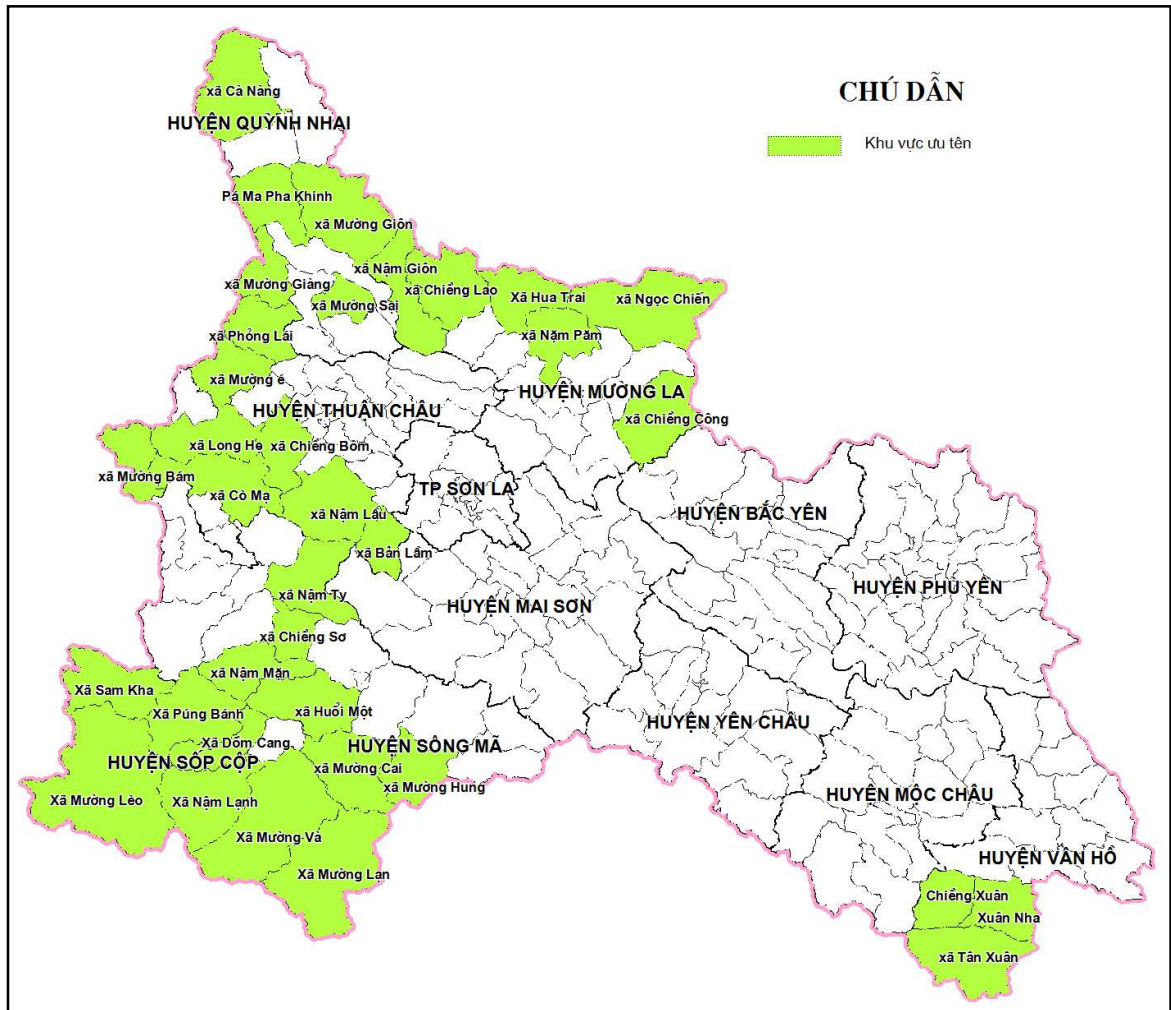 CHÚ DẪN
Khu vực ưu tên
xã Cà Nàng
HUYỆN QUỲNH NHAI
Pá Ma Pha Khinh
xã Mường Giôn
xã Nậm Giôn
xã Mường Giàng
xã Chiềng Lao
Xã Hua Trai
xã Ngọc Chiến
xã Mường Sại
xã Phỏng Lái
xã Nặm Păm
xã Mường é
HUYỆN MƯỜNG LA
HUYỆN THUẬN CHÂU
xã Chiềng Công
xã Long Hẹ
xã Chiềng Bôm
xã Mường Bám
TP SƠN LA
xã Cò Mạ
xã Nậm Lầu
HUYỆN BẮC YÊN
xã Bản Lầm
HUYỆN PHÙ YÊN
xã Nậm Ty
HUYỆN MAI SƠN
xã Chiềng Sơ
xã Nậm Mằn
Xã Sam Kha
Xã Púng Bánh
xã Huổi Một
HUYỆN YÊN CHÂU
Xã Dồm Cang
HUYỆN SÔNG MÃ
HUYỆN SỐP CỘP
xã Mường Cai
xã Mường Hung
Xã Mường Lèo
Xã Nậm Lạnh
HUYỆN MỘC CHÂU
Xã Mường Và
HUYỆN VÂN HỒ
Xã Mường Lạn
Chiềng Xuân
Xuân Nha
xã Tân Xuân